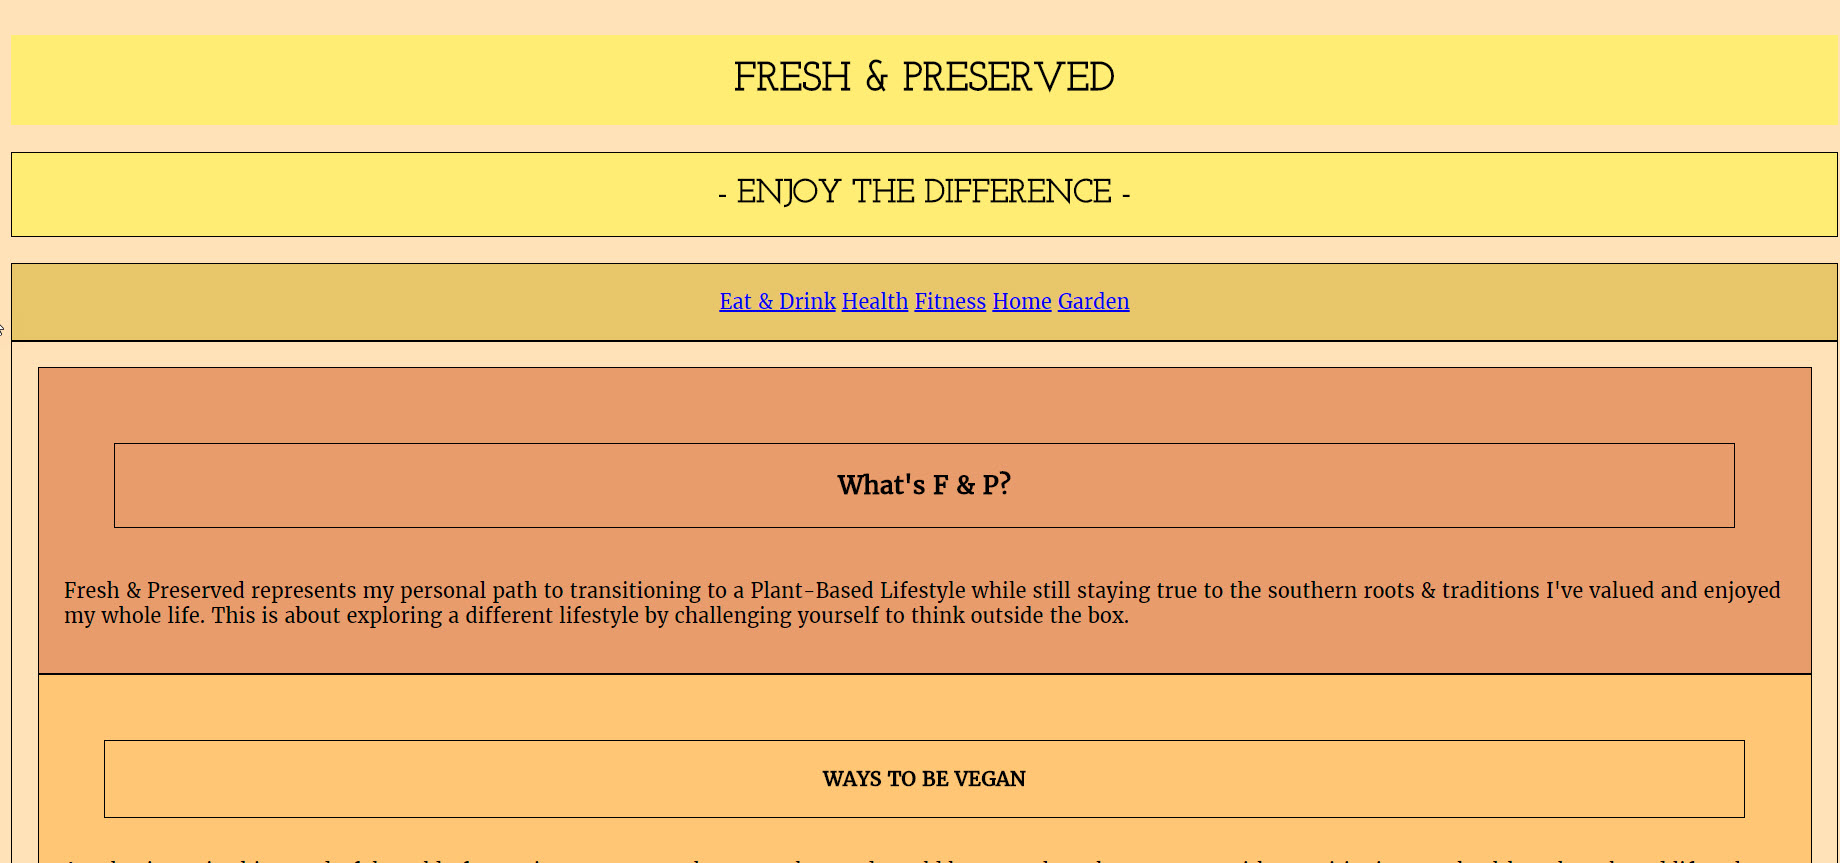 FRESH & PRESERVED
- ENJOY THE DIFFERENCE -
Eat & Drink Health Fitness Home Garden
What's F & P?
Fresh & Preserved represents my personal path to transitioning to a Plant-Based Lifestyle while still staying true to the southern roots & traditions I've valued and enjoyed
my whole life. This is about exploring a different lifestyle by challenging yourself to think outside the box.
WAYS TO BE VEGAN